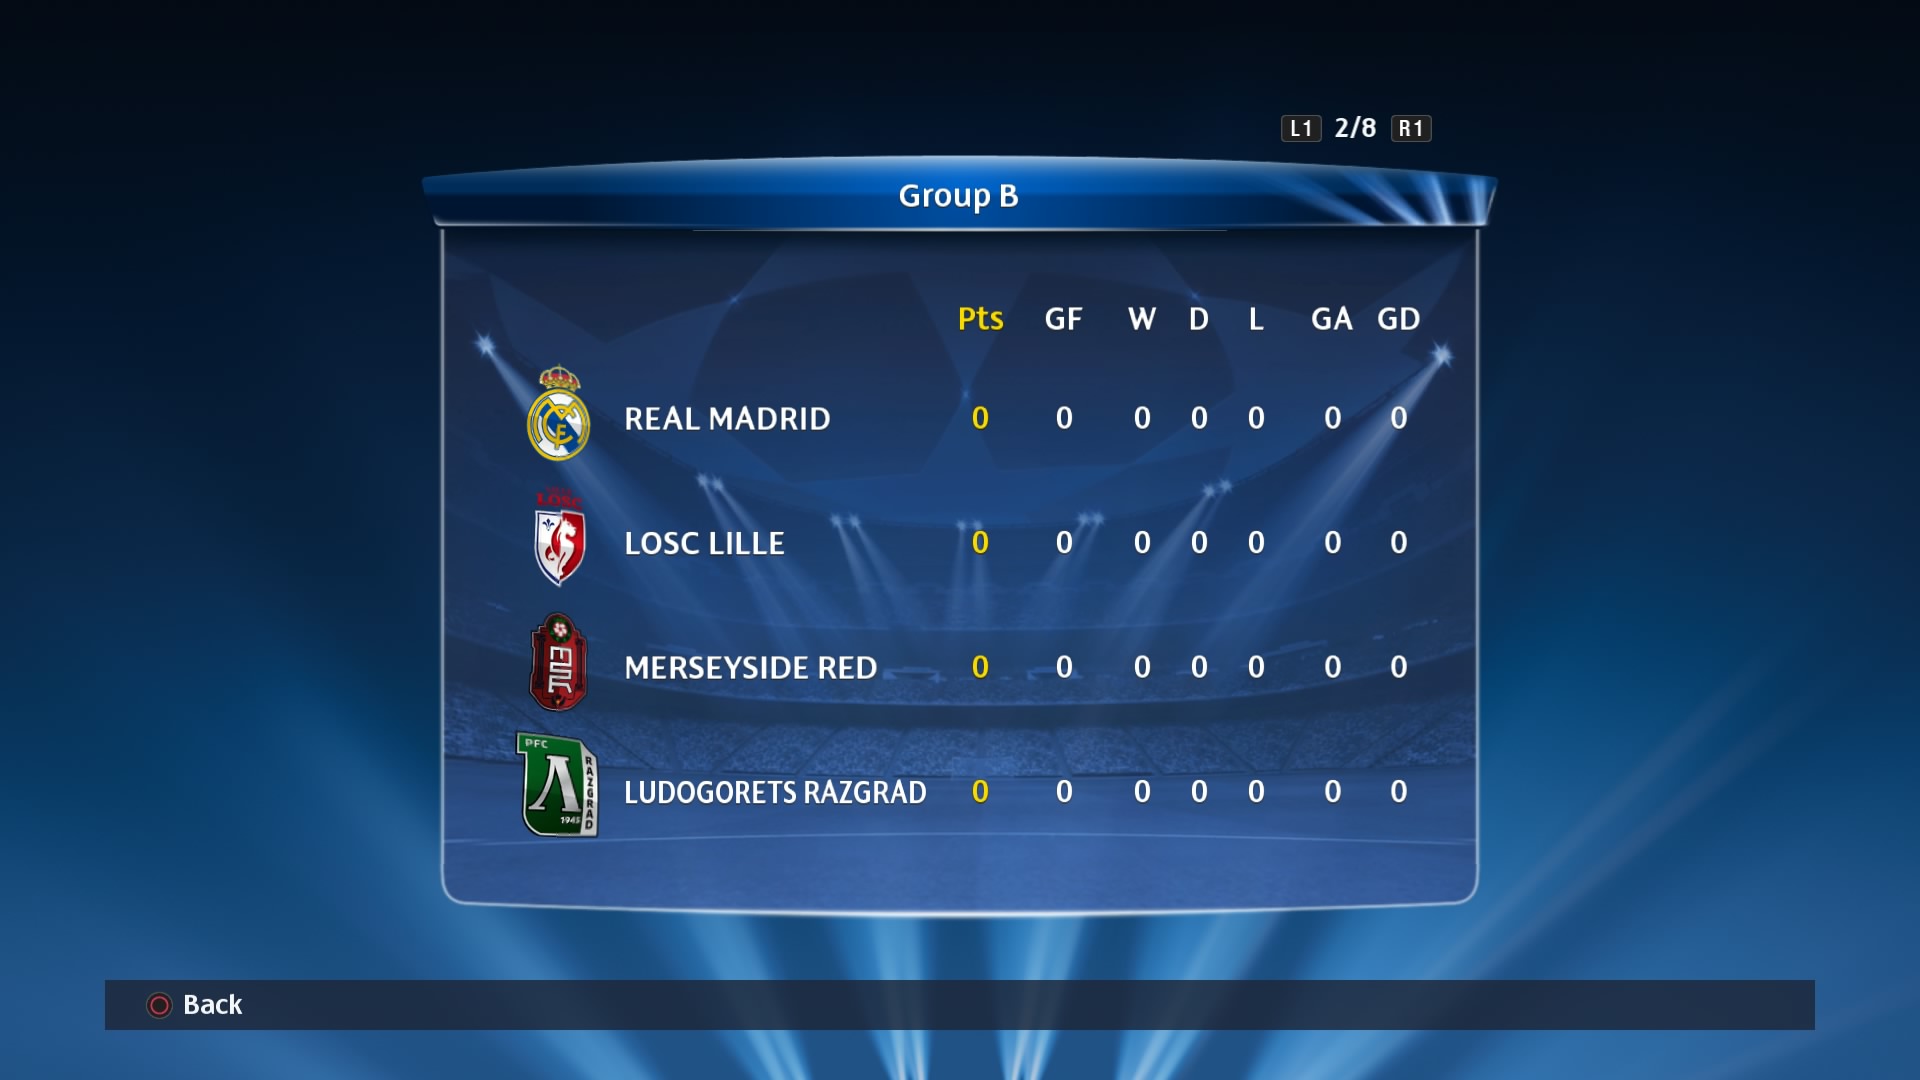 L1 2/8 R1
Group B
Pts GF W D L GA GD
REAL MADRID 0 0 0 0 0 0 0
LOSC
LOSC LILLE 0 0 0 0 0 0 0
MERSEYSIDE RED 0 0 0 0 0 0 0
PFC
RAZGRAD
1945
LUDOGORETS RAZGRAD 0 0 0 0 0 0 0
Back